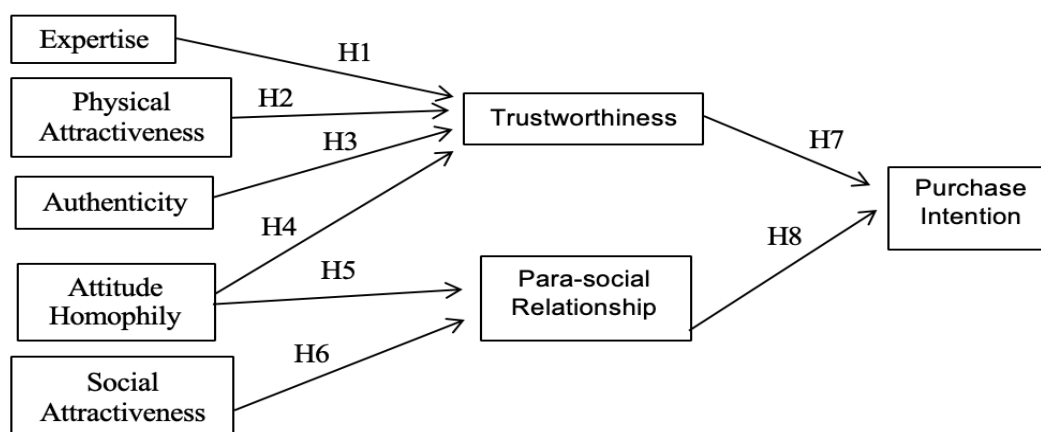 Expertise
H1
Physical
Attractiveness
H2
Trustworthiness
H3
H7
Authenticity
Purchase
Intention
H4
H8
Attitude
Homophily
H5
Para-social
Relationship
H6
Social
Attractiveness